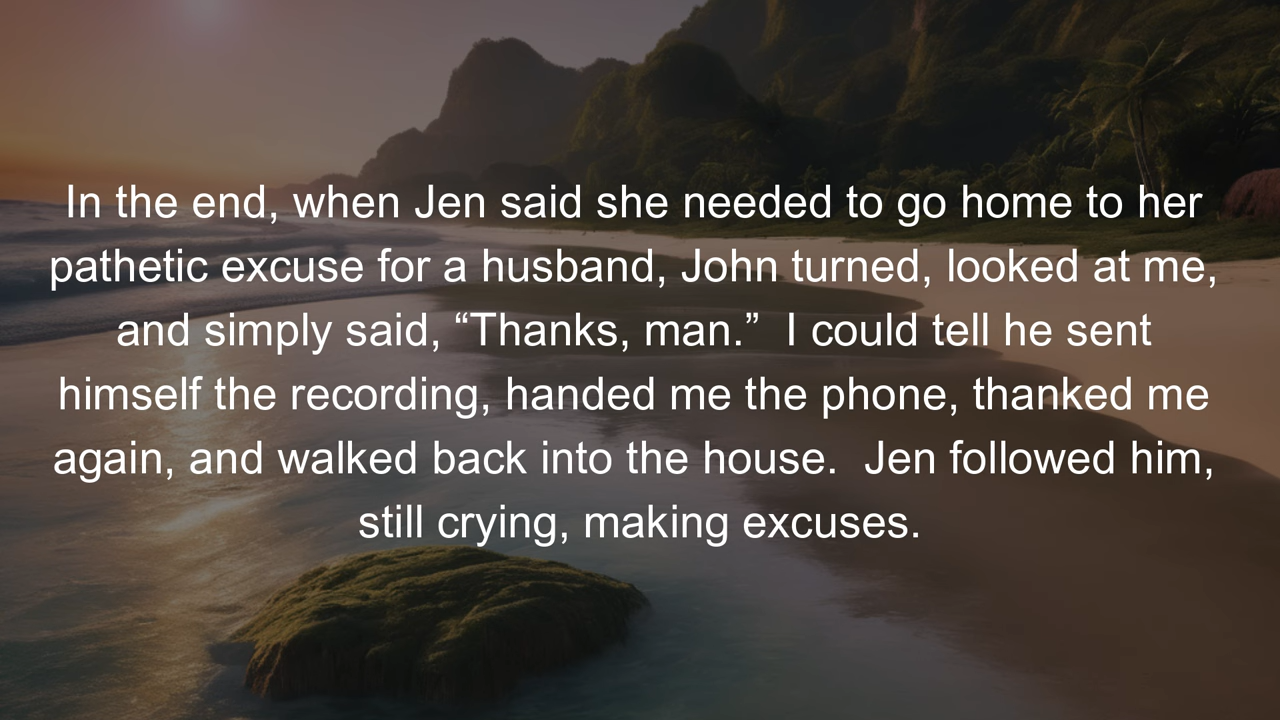 In the end, when Jen said she needed to go home to her
pathetic excuse for a husband, John turned, looked at me,
and simply said, “Thanks, man.”  I could tell he sent
himself the recording, handed me the phone, thanked me
again, and walked back into the house.  Jen followed him,
still crying, making excuses.